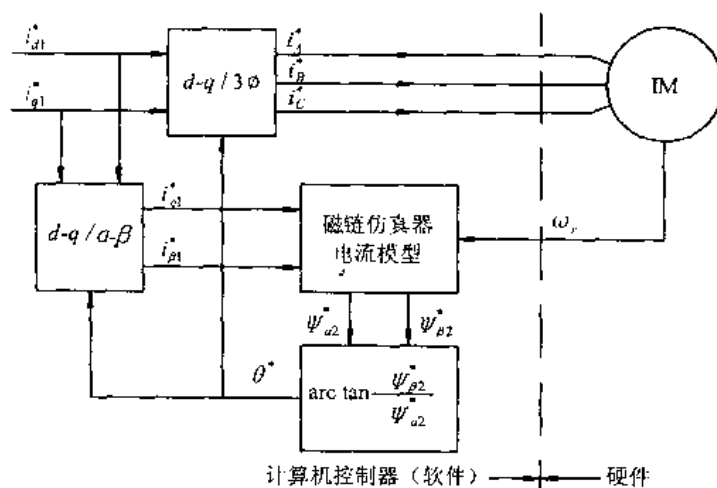 i*d1
i*q1
d-q/3φ
i*A
i*B
i*C
IM
d-q/α-β
i*α1
i*β1
磁链仿真器
电流模型
ωr
ψ*α2
ψ*β2
θ*
arc tan ψ*β2/ψ*α2
计算机控制器（软件）
硬件